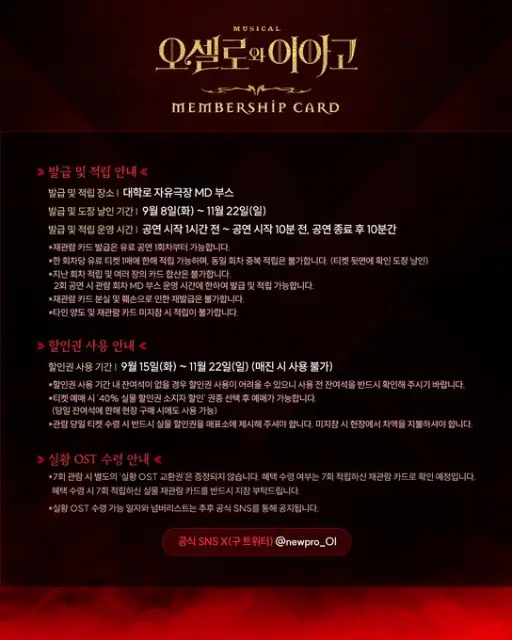 MUSICAL
오셀로와 이아고
MEMBERSHIP CARD
» 발급 및 적립 안내 «
발급 및 적립 장소 | 대학로 자유극장 MD 부스
발급 및 도장 날인 기간 | 9월 8일(화) ~ 11월 22일(일)
발급 및 적립 운영 시간 | 공연 시작 1시간 전 ~ 공연 시작 10분 전, 공연 종료 후 10분간
*재관람 카드 발급은 유료 공연 1회차부터 가능합니다.
*한 회차당 유료 티켓 1매에 한해 적립 가능하며, 동일 회차 중복 적립은 불가합니다. (티켓 뒷면에 확인 도장 날인)
*지난 회차 적립 및 여러 장의 카드 합산은 불가합니다.
2회 공연 시 관람 회차 MD 부스 운영 시간에 한하여 발급 및 적립 가능합니다.
*재관람 카드 분실 및 훼손으로 인한 재발급은 불가합니다.
*타인 양도 및 재관람 카드 미지참 시 적립이 불가합니다.
» 할인권 사용 안내 «
할인권 사용 기간 | 9월 15일(화) ~ 11월 22일(일) (매진 시 사용 불가)
*할인권 사용 기간 내 잔여석이 없을 경우 할인권 사용이 어려울 수 있으니 사용 전 잔여석을 반드시 확인해 주시기 바랍니다.
*티켓 예매 시 '40% 실물 할인권 소지자 할인' 권종 선택 후 예매가 가능합니다.
(당일 잔여석에 한해 현장 구매 시에도 사용 가능)
*관람 당일 티켓 수령 시 반드시 실물 할인권을 매표소에 제시해 주셔야 합니다. 미지참 시 현장에서 차액을 지불하셔야 합니다.
» 실황 OST 수령 안내 «
*7회 관람 시 별도의 '실황 OST 교환권'은 증정되지 않습니다. 혜택 수령 여부는 7회 적립하신 재관람 카드로 확인 예정입니다.
혜택 수령 시 7회 적립하신 실물 재관람 카드를 반드시 지참 부탁드립니다.
*실황 OST 수령 가능 일자와 넘버리스트는 추후 공식 SNS를 통해 공지됩니다.
공식 SNS X(구 트위터) @newpro_OI